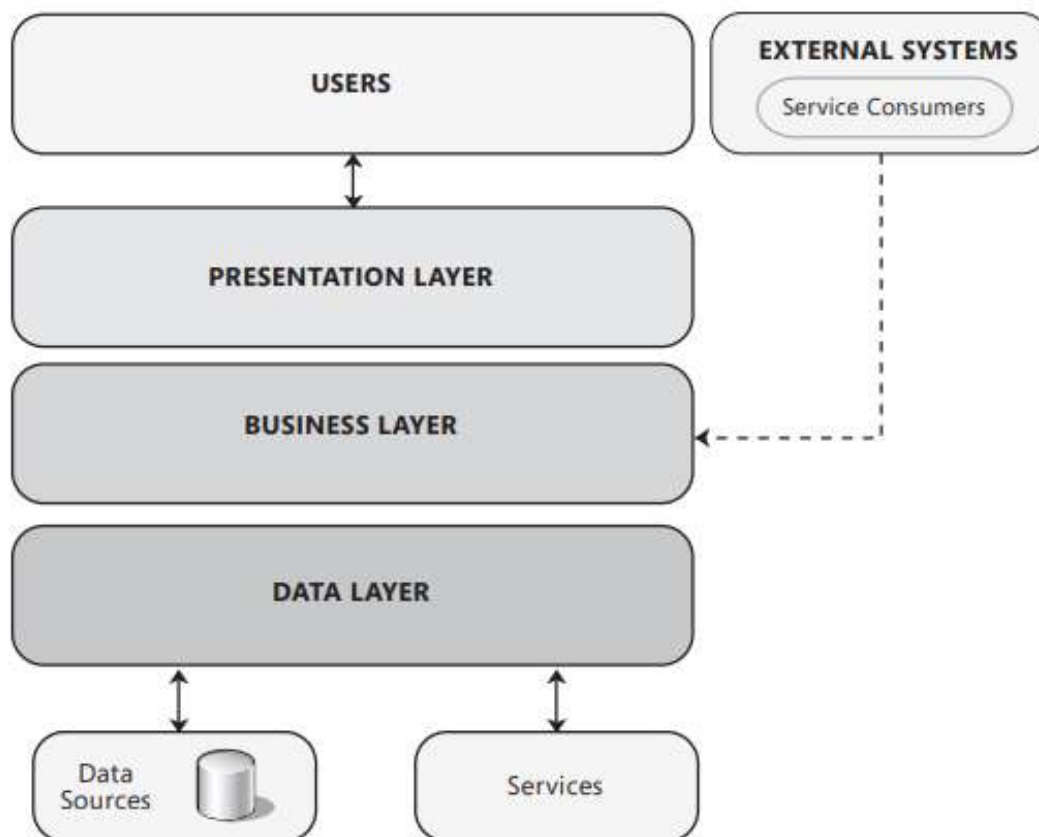 USERS
EXTERNAL SYSTEMS
Service Consumers
PRESENTATION LAYER
BUSINESS LAYER
DATA LAYER
Data
Sources
Services